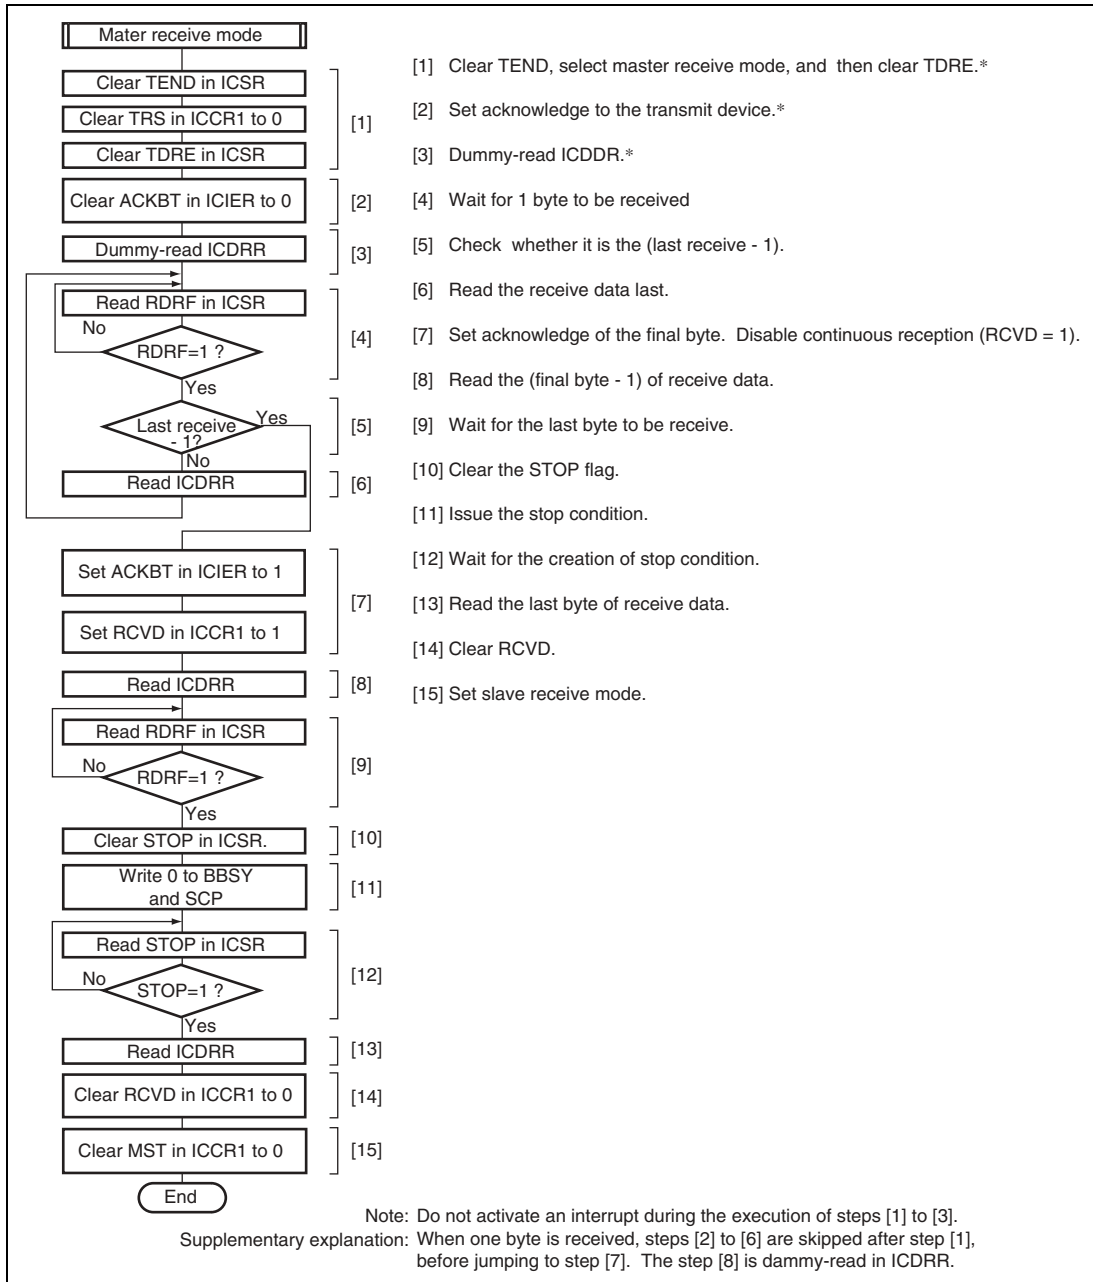 Mater receive mode
Clear TEND in ICSR
Clear TRS in ICCR1 to 0
Clear TDRE in ICSR
[1]
Clear ACKBT in ICIER to 0
[2]
Dummy-read ICDRR
[3]
Read RDRF in ICSR
No
RDRF=1 ?
[4]
Yes
Last receive
- 1?
Yes
[5]
No
Read ICDRR
[6]
Set ACKBT in ICIER to 1
[7]
Set RCVD in ICCR1 to 1
Read ICDRR
[8]
Read RDRF in ICSR
No
RDRF=1 ?
[9]
Yes
Clear STOP in ICSR.
[10]
Write 0 to BBSY
and SCP
[11]
Read STOP in ICSR
No
STOP=1 ?
[12]
Yes
Read ICDRR
[13]
Clear RCVD in ICCR1 to 0
[14]
Clear MST in ICCR1 to 0
[15]
End
[1] Clear TEND, select master receive mode, and then clear TDRE.*
[2] Set acknowledge to the transmit device.*
[3] Dummy-read ICDDR.*
[4] Wait for 1 byte to be received
[5] Check whether it is the (last receive - 1).
[6] Read the receive data last.
[7] Set acknowledge of the final byte. Disable continuous reception (RCVD = 1).
[8] Read the (final byte - 1) of receive data.
[9] Wait for the last byte to be receive.
[10] Clear the STOP flag.
[11] Issue the stop condition.
[12] Wait for the creation of stop condition.
[13] Read the last byte of receive data.
[14] Clear RCVD.
[15] Set slave receive mode.
Note: Do not activate an interrupt during the execution of steps [1] to [3].
Supplementary explanation: When one byte is received, steps [2] to [6] are skipped after step [1],
before jumping to step [7]. The step [8] is dammy-read in ICDRR.